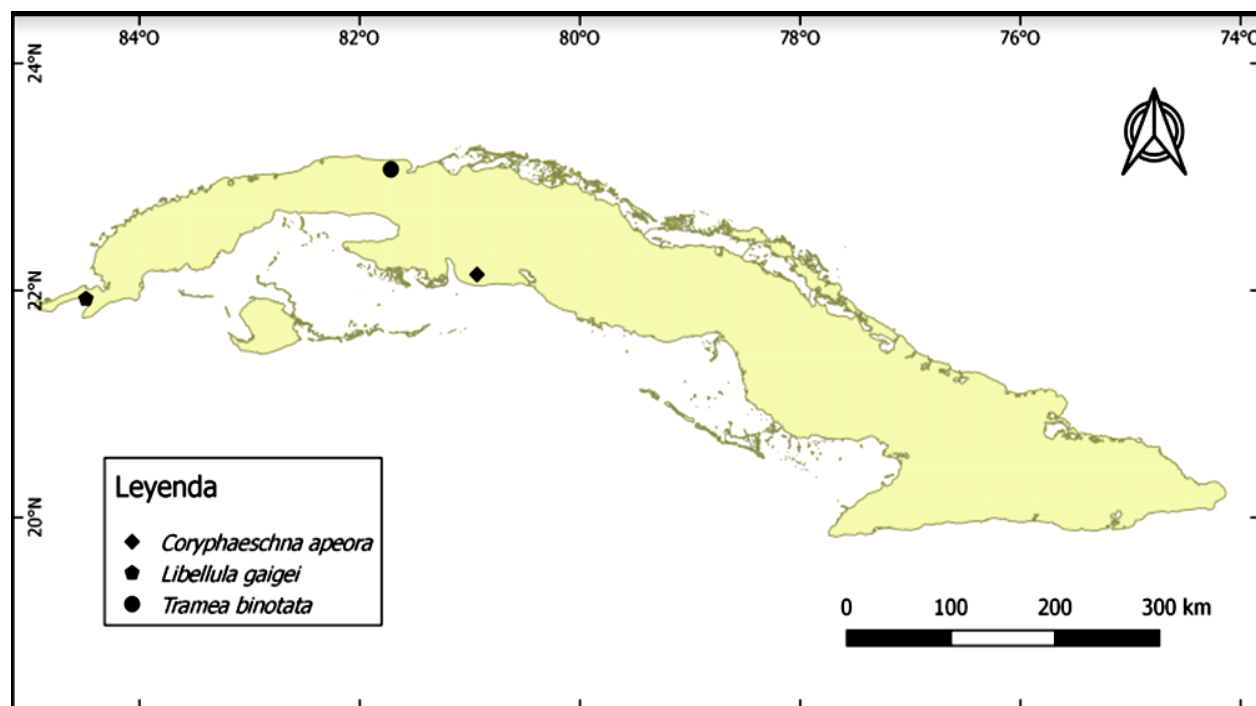 84°O 82°O 80°O 78°O 76°O 74°O
24°N
22°N
20°N
Leyenda
Coryphaeschna apeora
Libellula gaigei
Tramea binotata
0 100 200 300 km